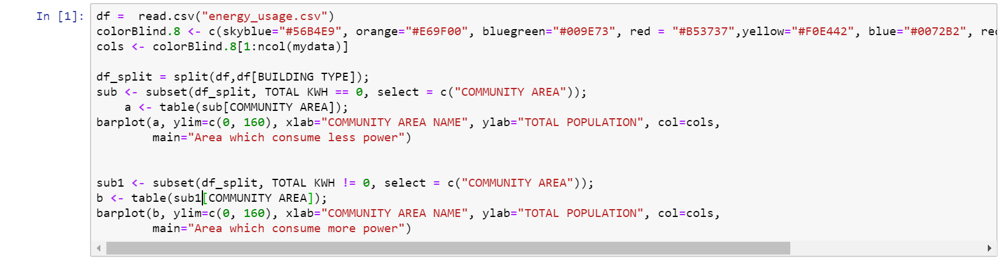 In [1]:
df =  read.csv("energy_usage.csv")
colorBlind.8 <- c(skyblue="#56B4E9", orange="#E69F00", bluegreen="#009E73", red = "#B53737",yellow="#F0E442", blue="#0072B2",
cols <- colorBlind.8[1:ncol(mydata)]
df_split = split(df,df[BUILDING TYPE]);
sub <- subset(df_split, TOTAL KWH == 0, select = c("COMMUNITY AREA"));
    a <- table(sub[COMMUNITY AREA]);
barplot(a, ylim=c(0, 160), xlab="COMMUNITY AREA NAME", ylab="TOTAL POPULATION", col=cols,
        main="Area which consume less power")
sub1 <- subset(df_split, TOTAL KWH != 0, select = c("COMMUNITY AREA"));
b <- table(sub1[COMMUNITY AREA]);
barplot(b, ylim=c(0, 160), xlab="COMMUNITY AREA NAME", ylab="TOTAL POPULATION", col=cols,
        main="Area which consume more power")